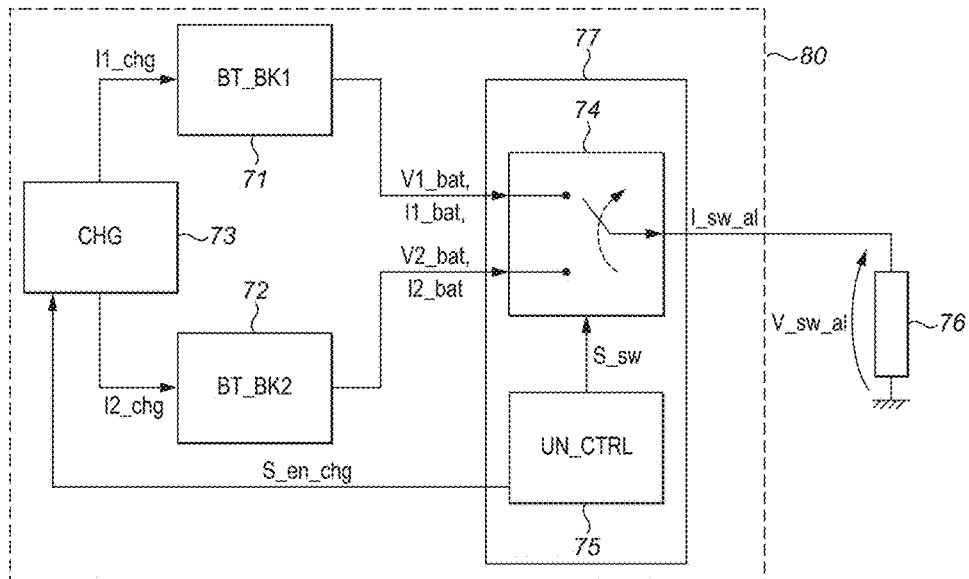 77
80
I1_chg
BT_BK1
71
74
V1_bat,
I1_bat,
I_sw_al
CHG
73
V2_bat,
I2_bat
72
V_sw_al
76
S_sw
BT_BK2
I2_chg
UN_CTRL
S_en_chg
75